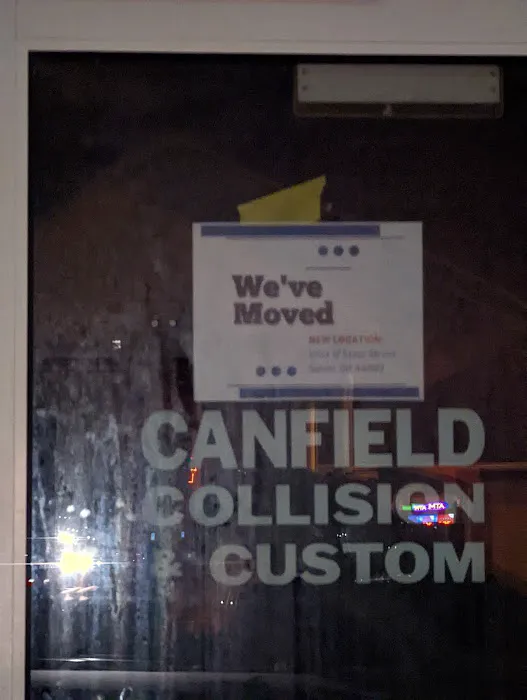 We've
Moved
NEW LOCATION:
CANFIELD
COLLISION
& CUSTOM